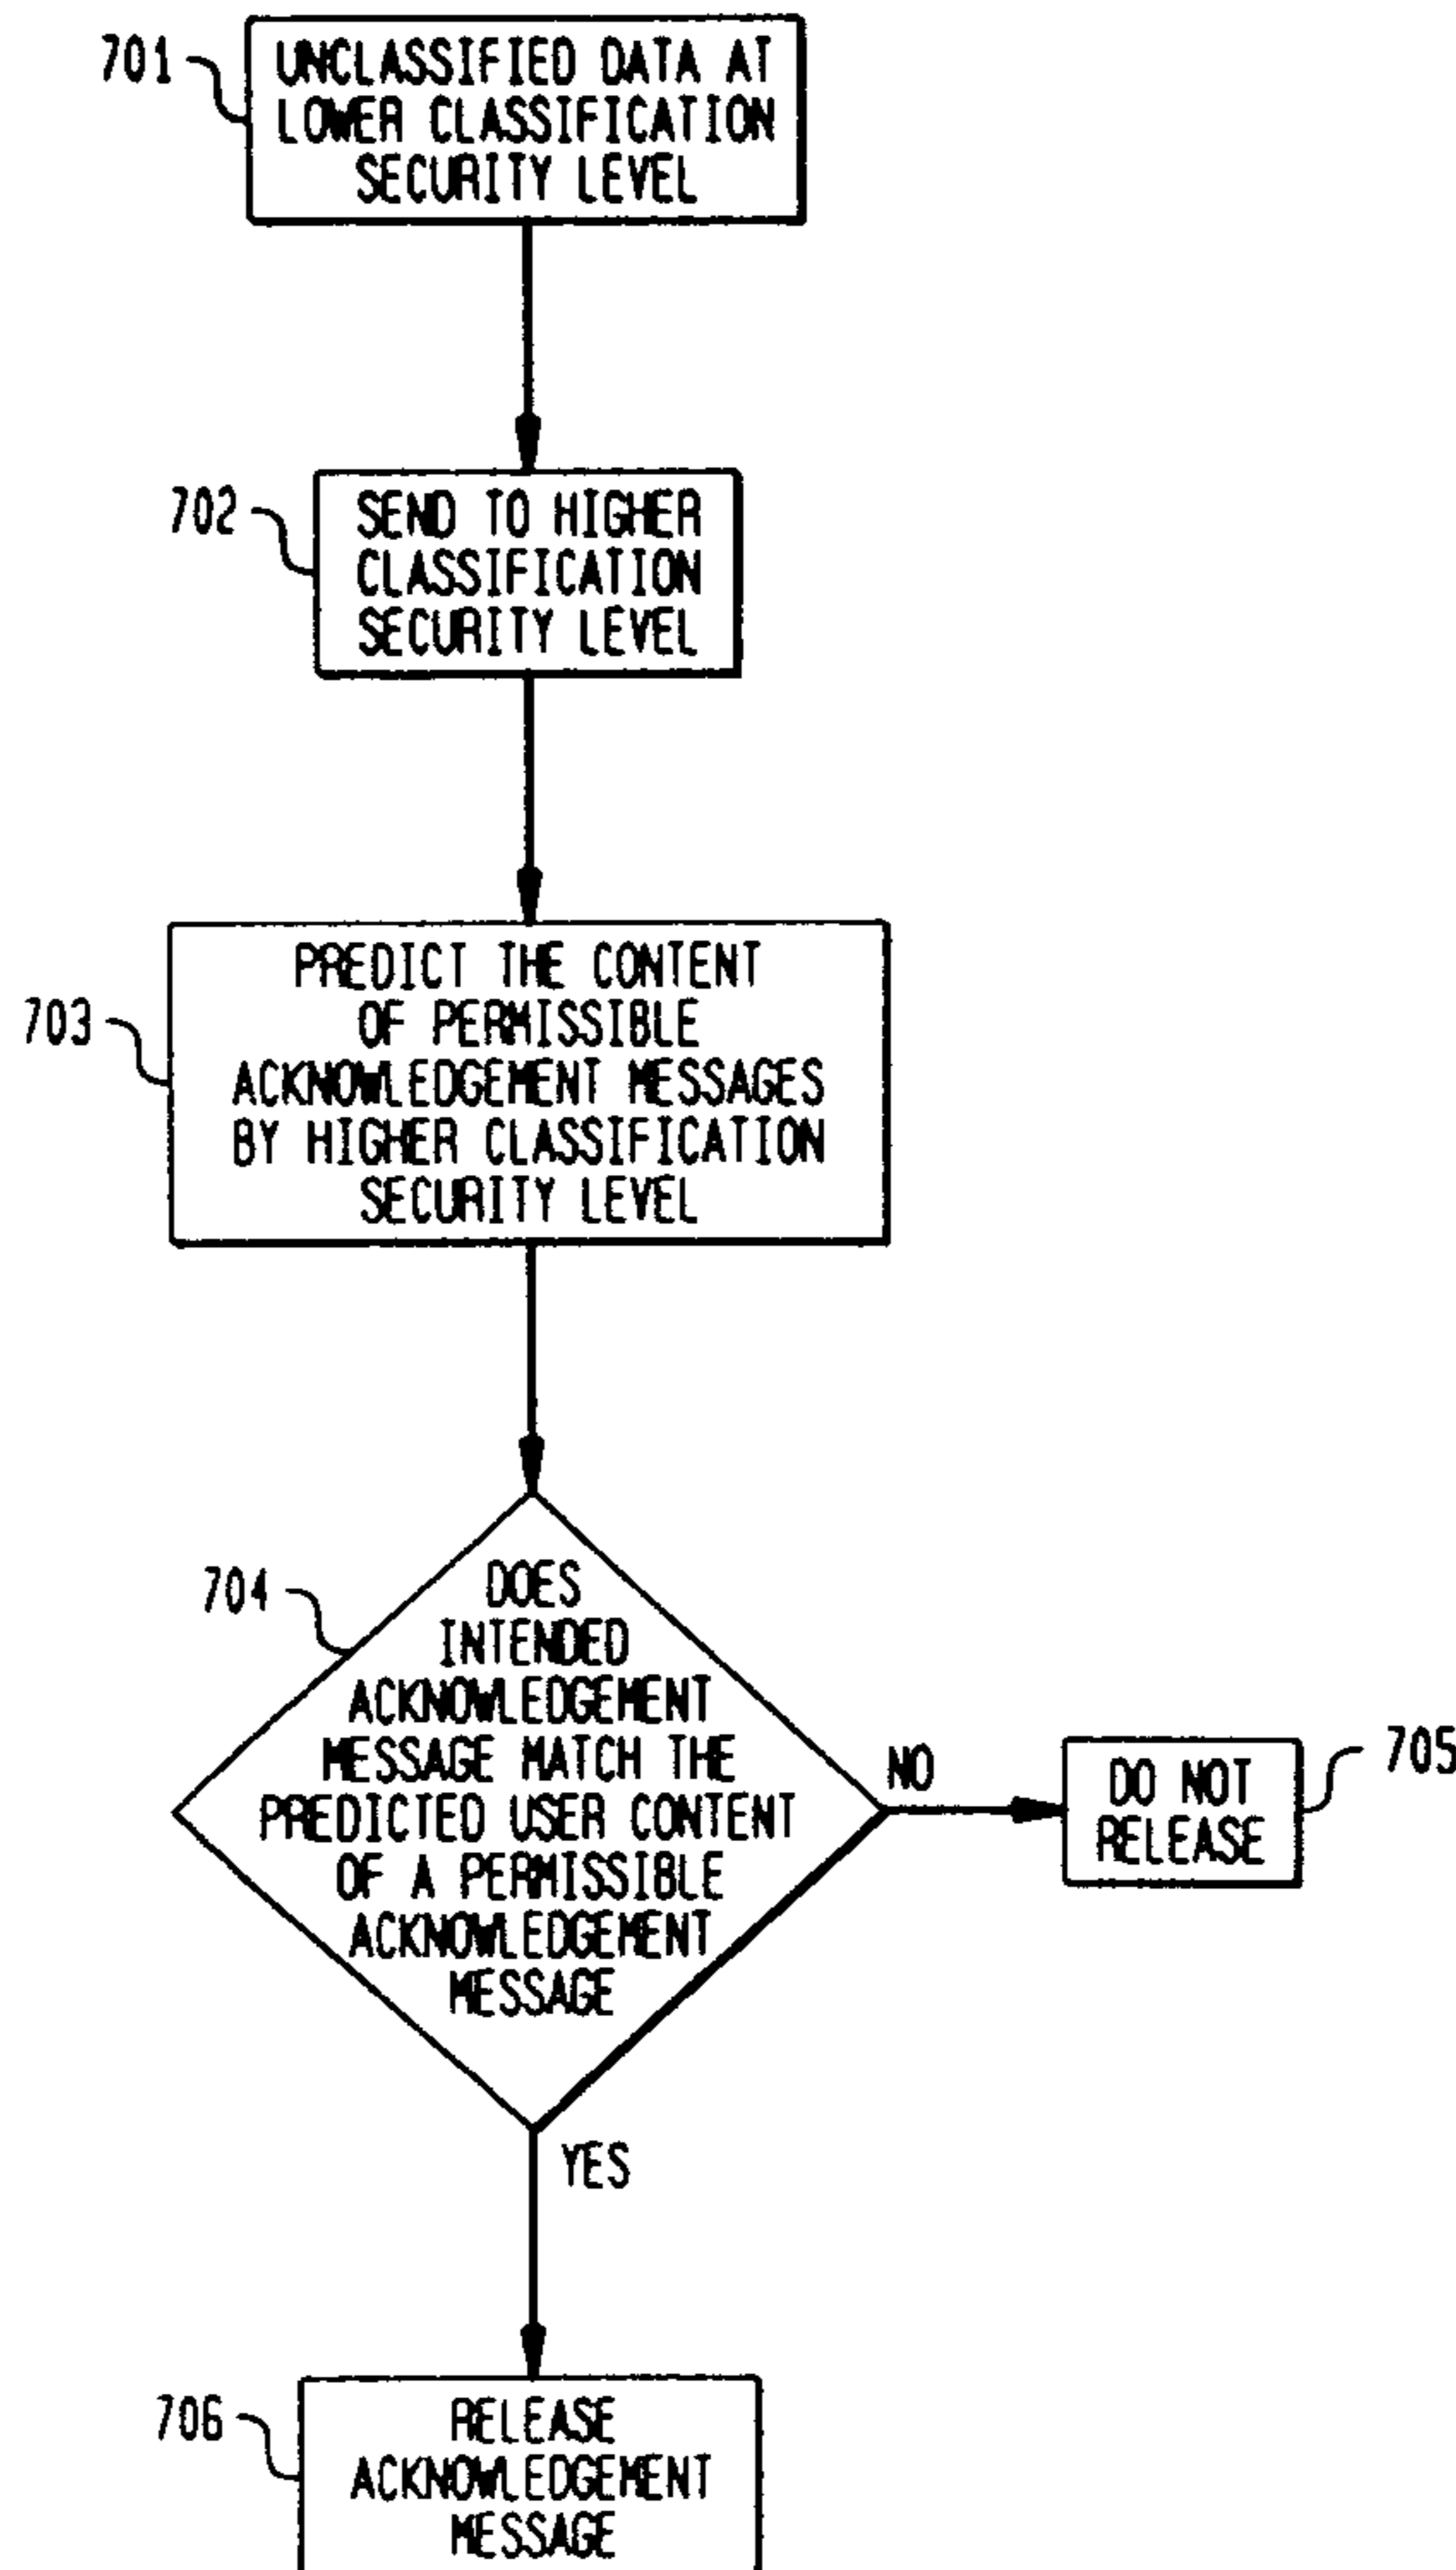 701
UNCLASSIFIED DATA AT
LOWER CLASSIFICATION
SECURITY LEVEL
702
SEND TO HIGHER
CLASSIFICATION
SECURITY LEVEL
703
PREDICT THE CONTENT
OF PERMISSIBLE
ACKNOWLEDGEMENT MESSAGES
BY HIGHER CLASSIFICATION
SECURITY LEVEL
704
DOES
INTENDED
ACKNOWLEDGEMENT
MESSAGE MATCH THE
PREDICTED USER CONTENT
OF A PERMISSIBLE
ACKNOWLEDGEMENT
MESSAGE
NO
DO NOT
RELEASE
705
YES
706
RELEASE
ACKNOWLEDGEMENT
MESSAGE